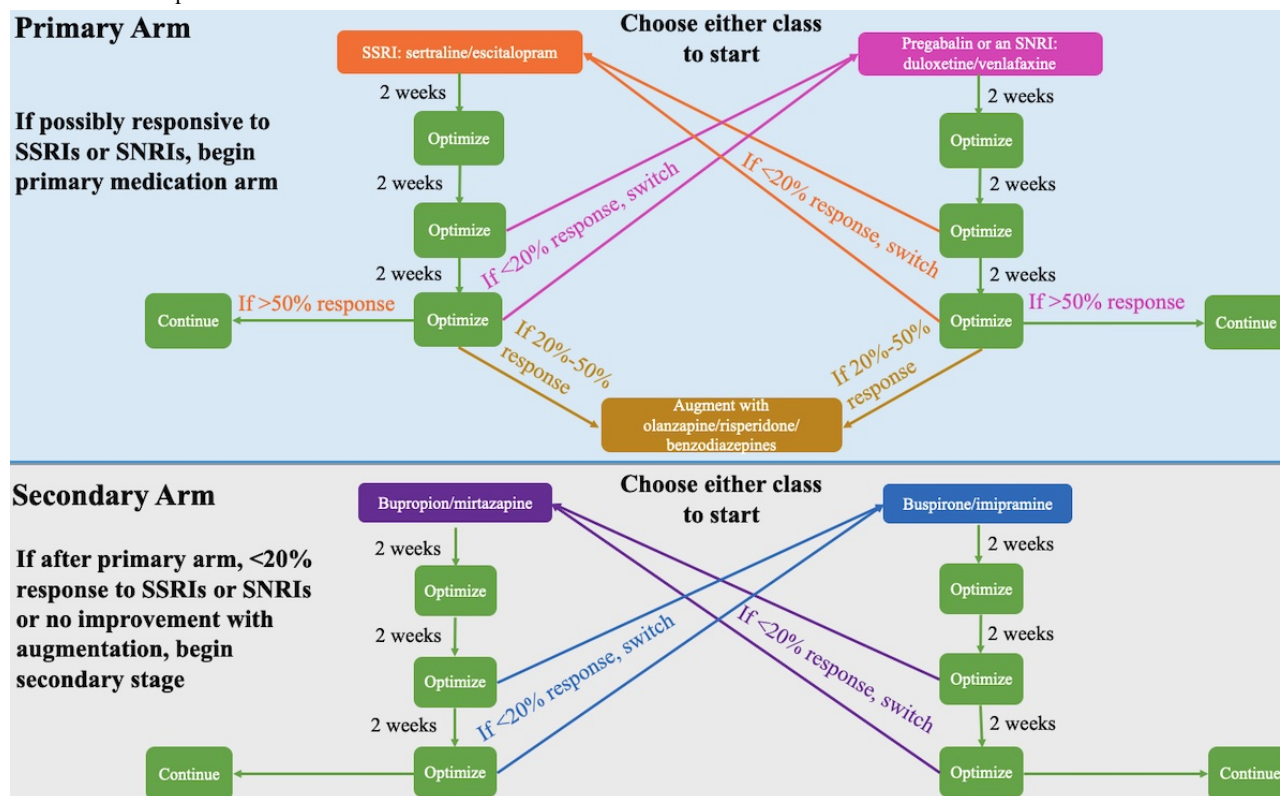 Primary Arm
Choose either class
to start
SSRI: sertraline/escitalopram
Pregabalin or an SNRI:
duloxetine/venlafaxine
If possibly responsive to
SSRIs or SNRIs, begin
primary medication arm
2 weeks
2 weeks
Optimize
Optimize
2 weeks
2 weeks
Optimize
Optimize
If <20% response, switch
If <20% response, switch
2 weeks
2 weeks
Continue
If >50% response
Optimize
Optimize
If >50% response
Continue
If 20%-50%
response
If 20%-50%
response
Augment with
olanzapine/risperidone/
benzodiazepines
Secondary Arm
Choose either class
to start
Bupropion/mirtazapine
Buspirone/imipramine
If after primary arm, <20%
response to SSRIs or SNRIs
or no improvement with
augmentation, begin
secondary stage
2 weeks
2 weeks
Optimize
Optimize
2 weeks
2 weeks
Optimize
Optimize
If <20% response, switch
If <20% response, switch
2 weeks
2 weeks
Continue
Optimize
Optimize
Continue